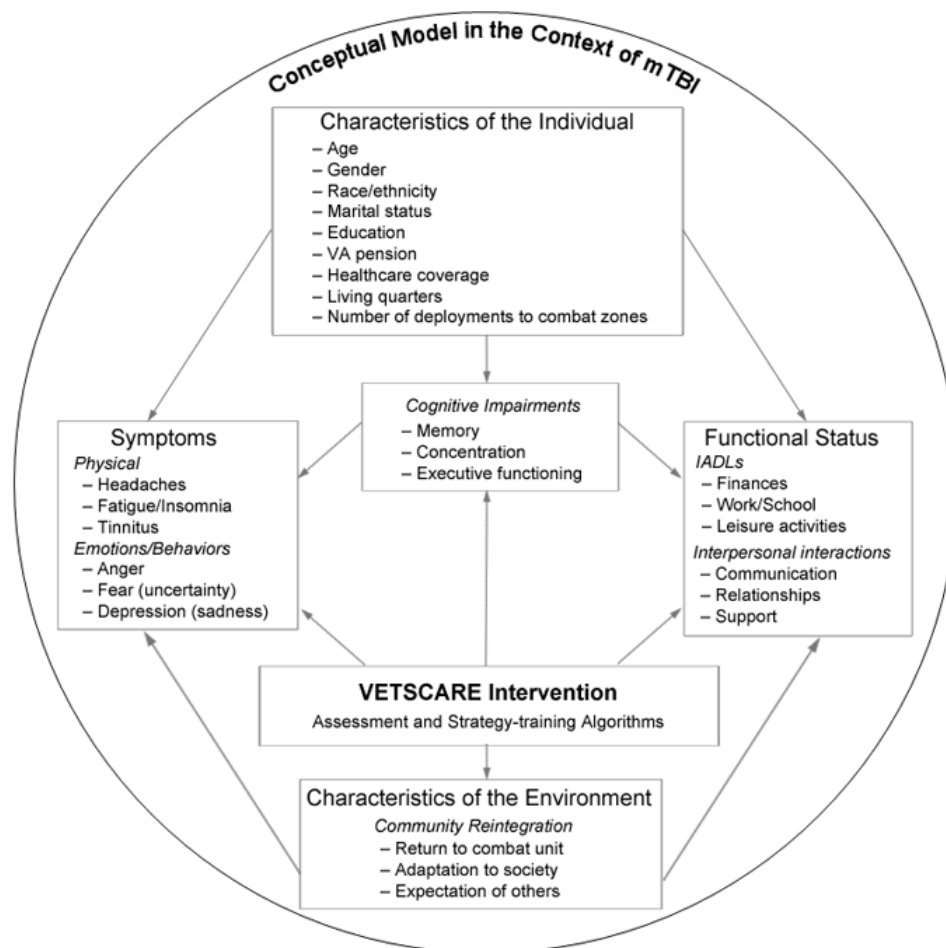 Conceptual Model in the Context of mTBI
Characteristics of the Individual
– Age
– Gender
– Race/ethnicity
– Marital status
– Education
– VA pension
– Healthcare coverage
– Living quarters
– Number of deployments to combat zones
Cognitive Impairments
– Memory
– Concentration
– Executive functioning
Symptoms
Physical
– Headaches
– Fatigue/Insomnia
– Tinnitus
Emotions/Behaviors
– Anger
– Fear (uncertainty)
– Depression (sadness)
Functional Status
IADLs
– Finances
– Work/School
– Leisure activities
Interpersonal interactions
– Communication
– Relationships
– Support
VETSCARE Intervention
Assessment and Strategy-training Algorithms
Characteristics of the Environment
Community Reintegration
– Return to combat unit
– Adaptation to society
– Expectation of others